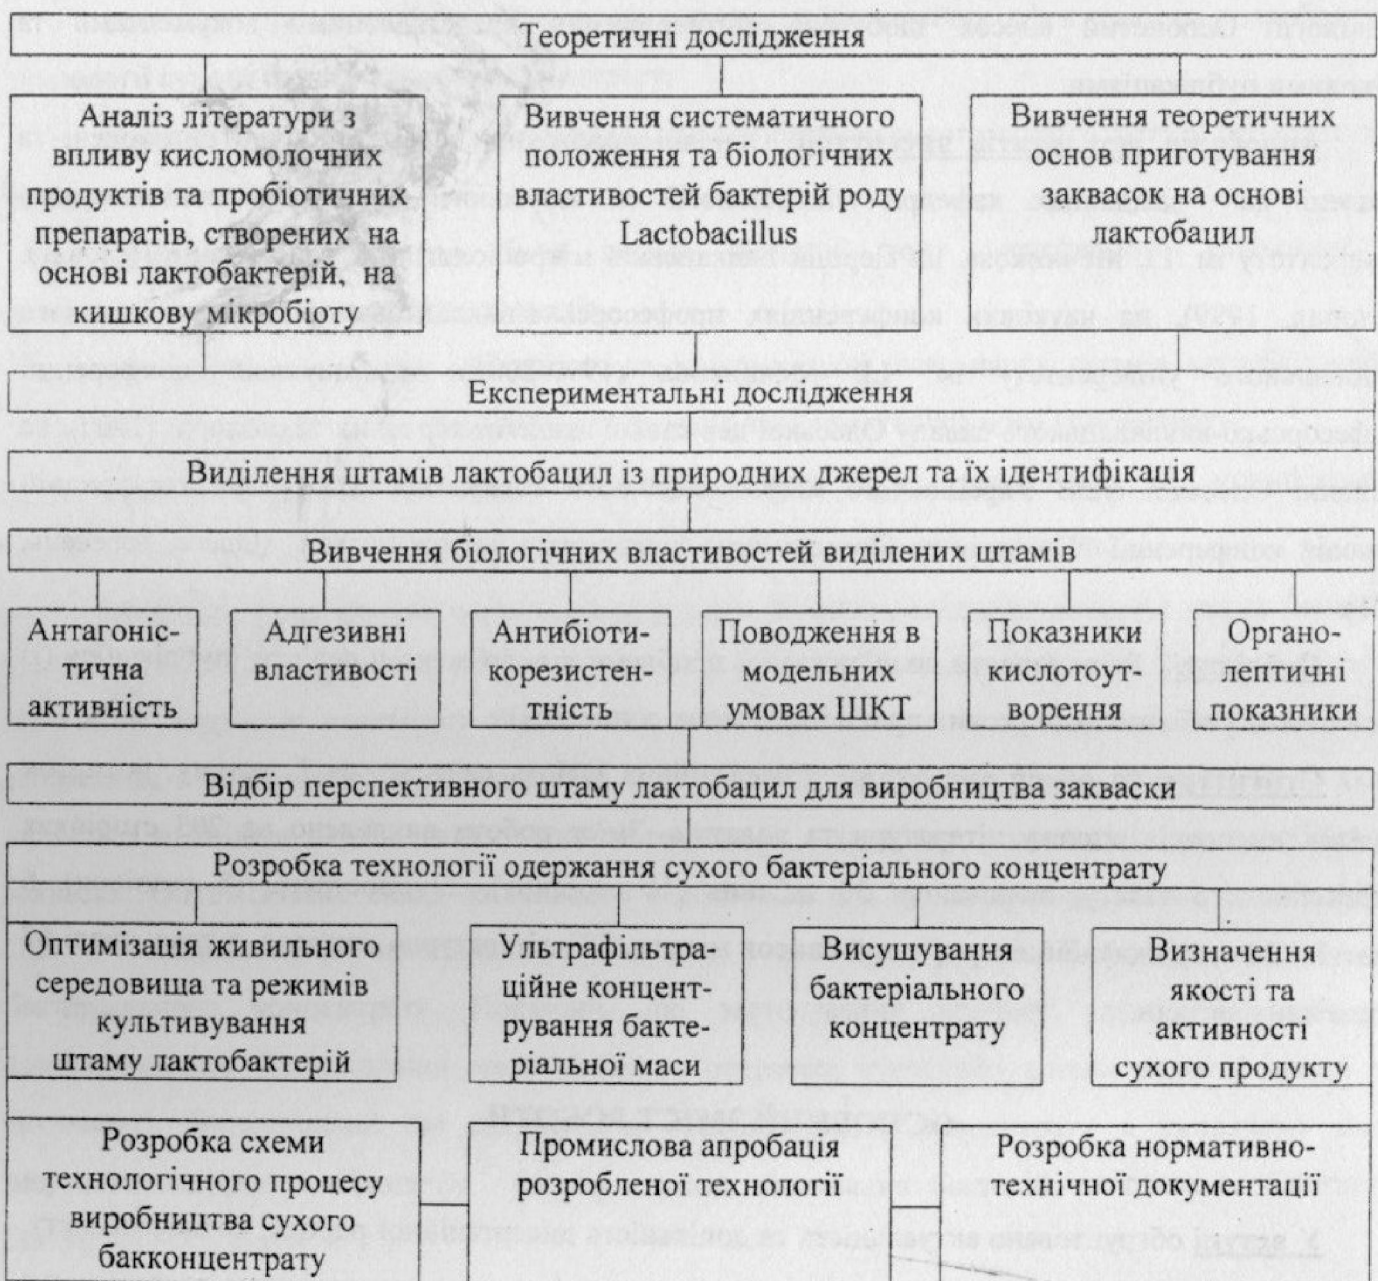 Теоретичні дослідження
Аналіз літератури з
впливу кисломолочних
продуктів та пробіотичних
препаратів, створених на
основі лактобактерій, на
кишкову мікробіоту
Вивчення систематичного
положення та біологічних
властивостей бактерій роду
Lactobacillus
Вивчення теоретичних
основ приготування
заквасок на основі
лактобацил
Експериментальні дослідження
Виділення штамів лактобацил із природних джерел та їх ідентифікація
Вивчення біологічних властивостей виділених штамів
Антагоніс-
тична
активність
Адгезивні
властивості
Антибіоти-
корезистен-
тність
Поводження в
модельних
умовах ШКТ
Показники
кислотоут-
ворення
Органо-
лептичні
показники
Відбір перспективного штаму лактобацил для виробництва закваски
Розробка технології одержання сухого бактеріального концентрату
Оптимізація живильного
середовища та режимів
культивування
штаму лактобактерій
Ультрафільтра-
ційне концент-
рування бакте-
ріальної маси
Висушування
бактеріального
концентрату
Визначення
якості та
активності
сухого продукту
Розробка схеми
технологічного процесу
виробництва сухого
бакконцентрату
Промислова апробація
розробленої технології
Розробка нормативно-
технічної документації